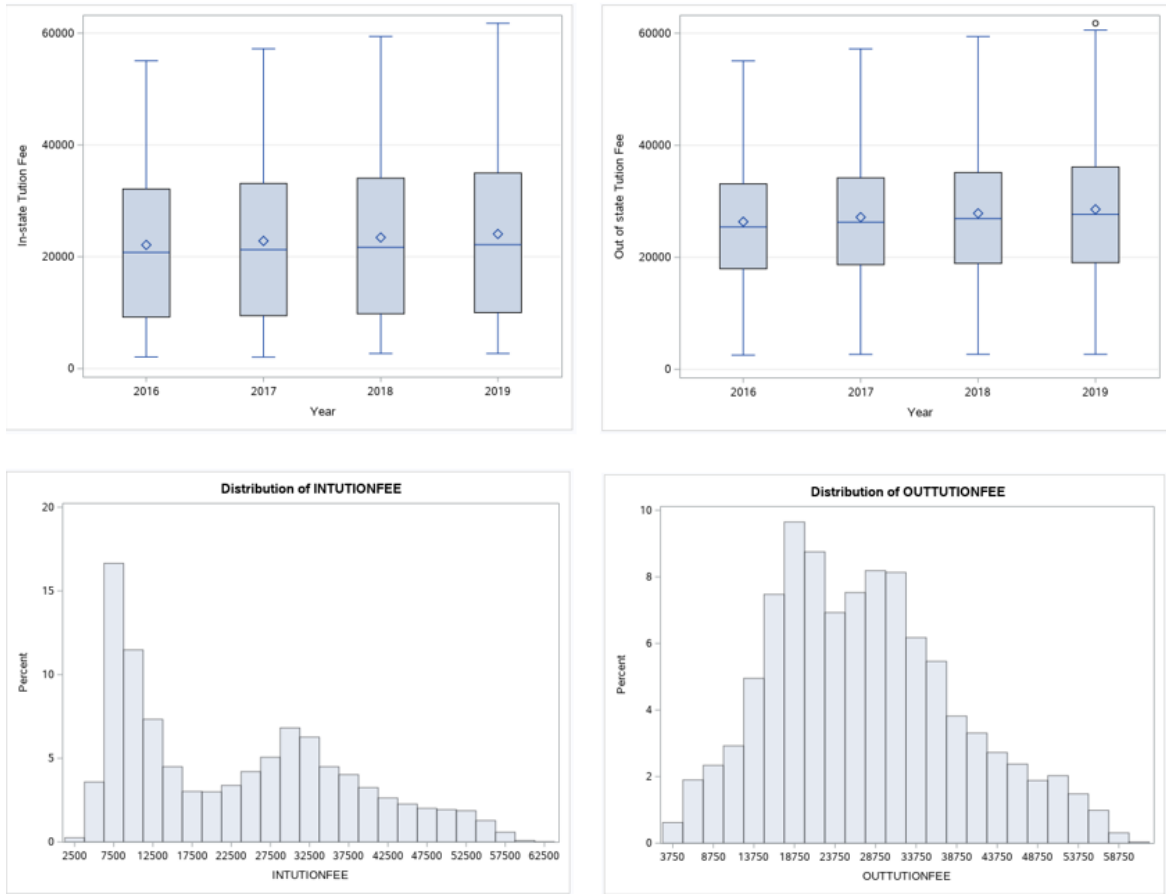 60000
40000
20000
0
In-state Tution Fee
2016 2017 2018 2019
Year
60000
40000
20000
0
Out of state Tution Fee
2016 2017 2018 2019
Year
Distribution of INTUTIONFEE
20
15
10
5
0
Percent
2500 7500 12500 17500 22500 27500 32500 37500 42500 47500 52500 57500 62500
INTUTIONFEE
Distribution of OUTTUTIONFEE
10
8
6
4
2
0
Percent
3750 8750 13750 18750 23750 28750 33750 38750 43750 48750 53750 58750
OUTTUTIONFEE